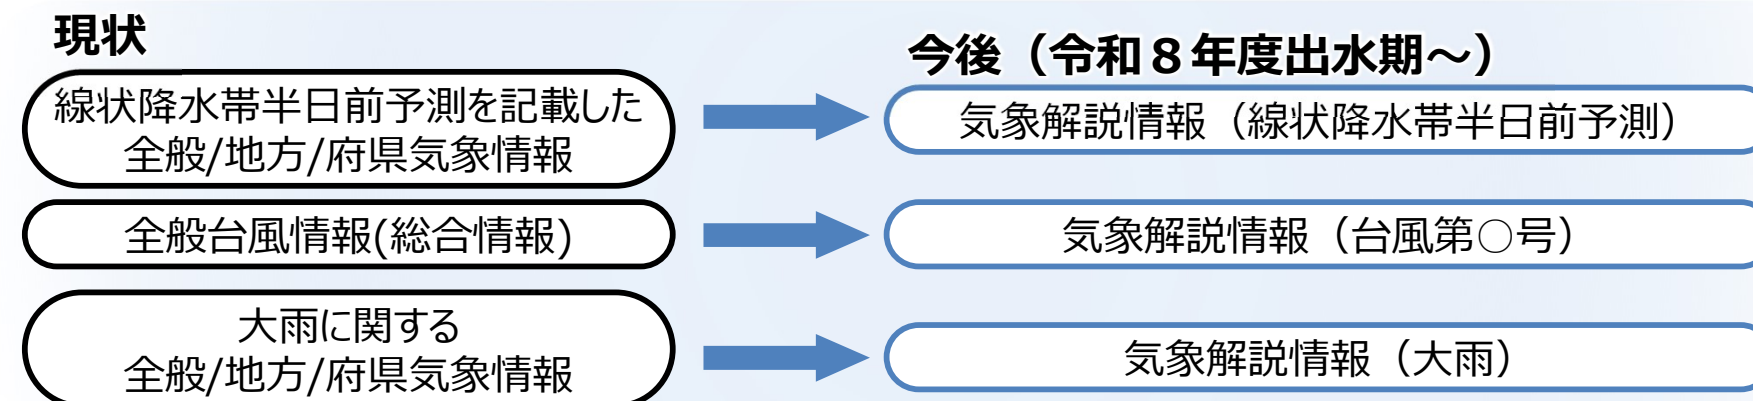 現状
今後（令和８年度出水期～）
線状降水帯半日前予測を記載した
全般/地方/府県気象情報
気象解説情報（線状降水帯半日前予測）
全般台風情報(総合情報)
気象解説情報（台風第○号）
大雨に関する
全般/地方/府県気象情報
気象解説情報（大雨）